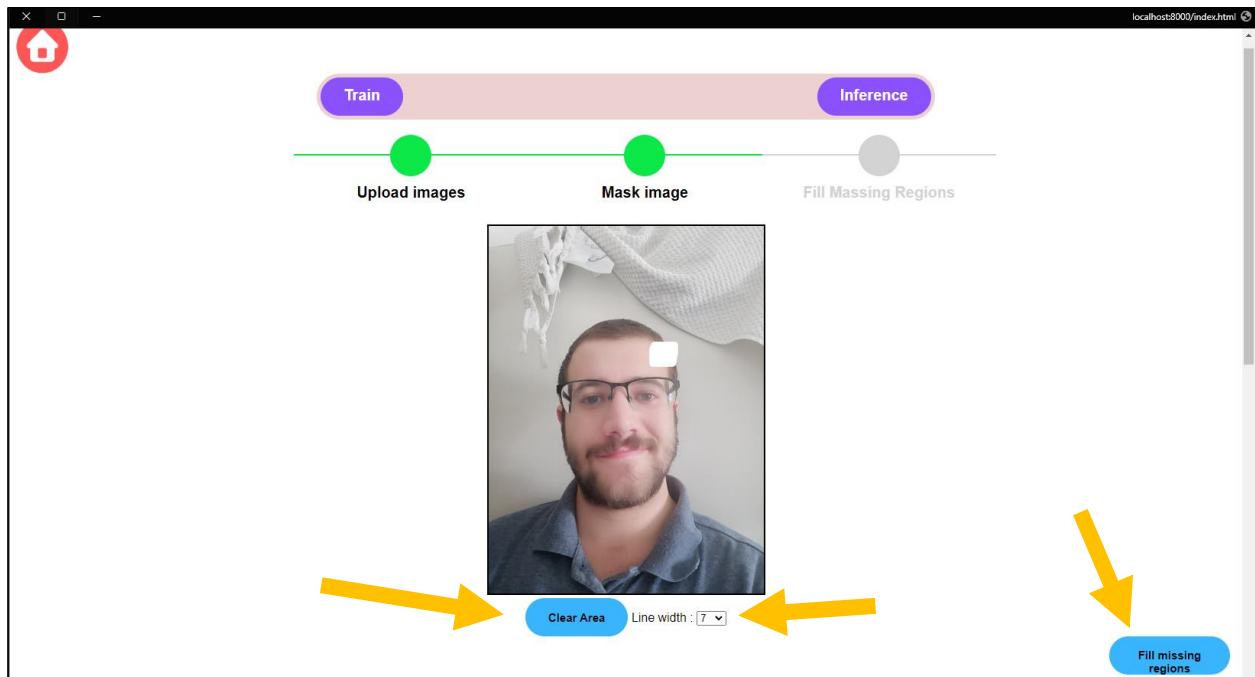 localhost:8000/index.html
Train Inference
Upload images Mask image Fill Massing Regions
Clear Area Line width : 7
Fill missing
regions